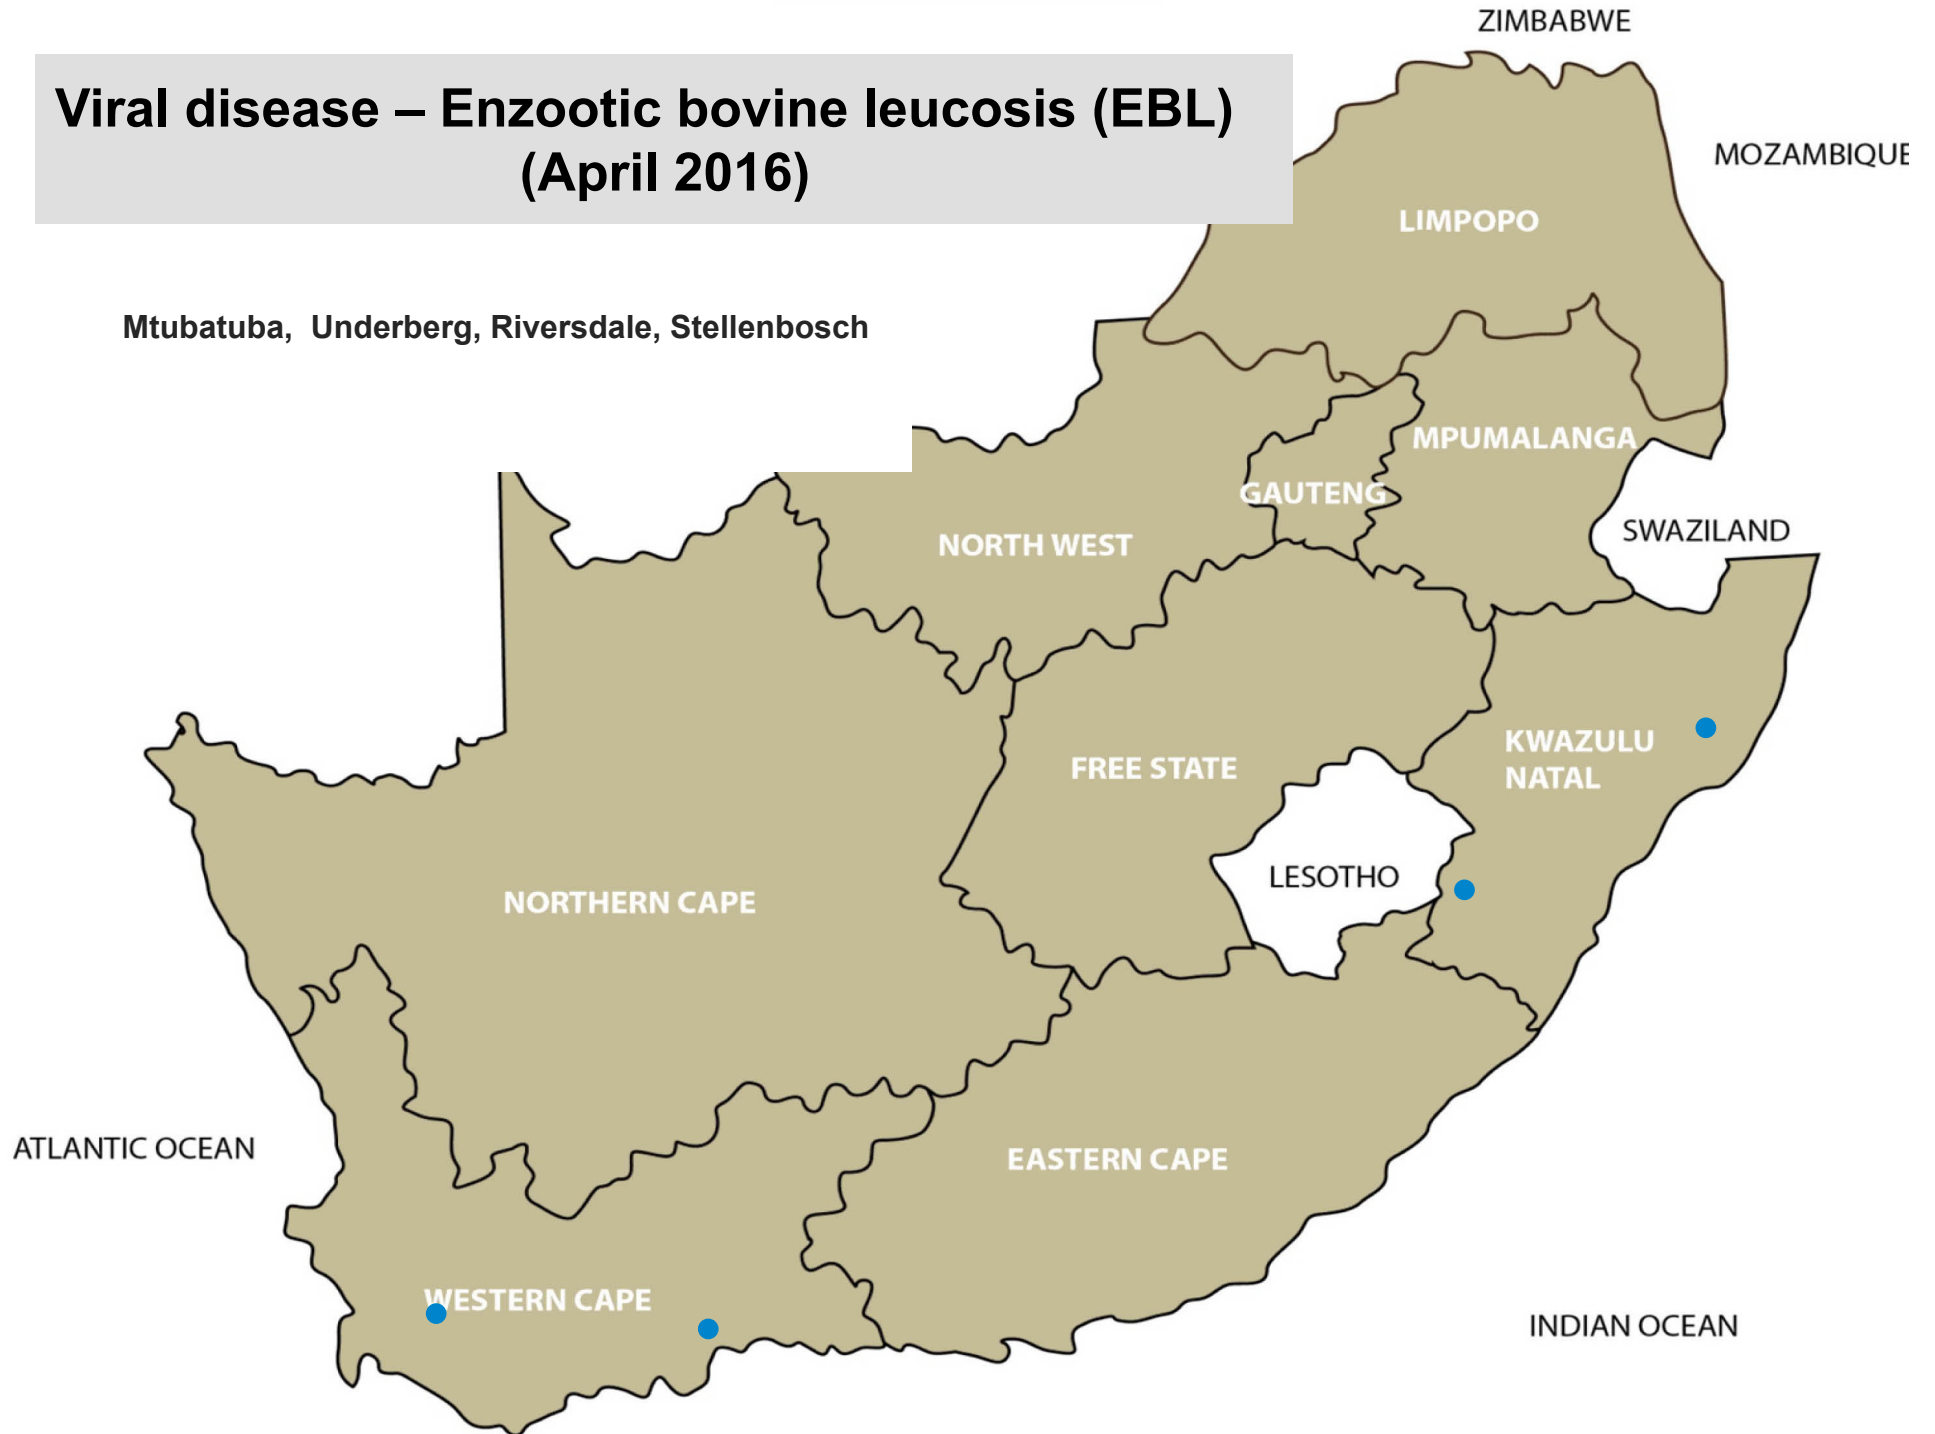 ZIMBABWE
Viral disease – Enzootic bovine leucosis (EBL)
(April 2016)
MOZAMBIQUE
LIMPOPO
Mtubatuba,  Underberg, Riversdale, Stellenbosch
MPUMALANGA
GAUTENG
SWAZILAND
NORTH WEST
KWAZULU
NATAL
FREE STATE
LESOTHO
NORTHERN CAPE
ATLANTIC OCEAN
EASTERN CAPE
WESTERN CAPE
INDIAN OCEAN